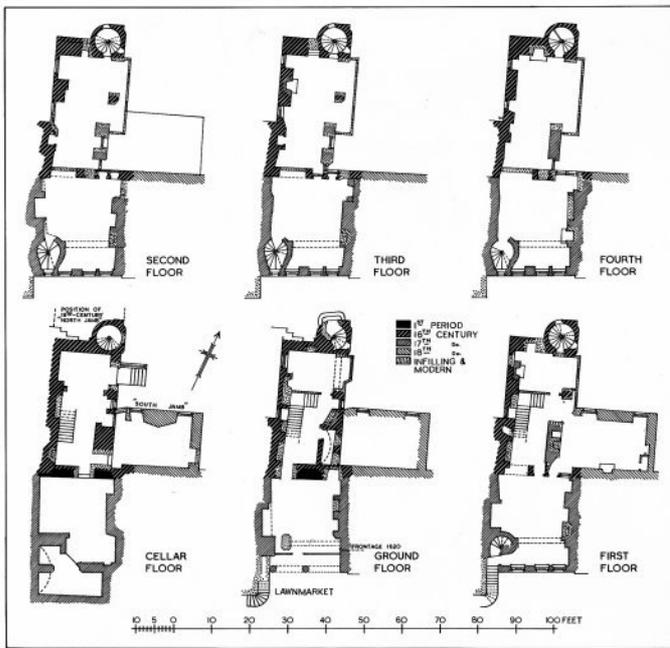 SECOND
FLOOR
THIRD
FLOOR
FOURTH
FLOOR
POSITION OF
18TH-CENTURY
"NORTH JAMB"
"SOUTH JAMB"
1ST PERIOD
16TH CENTURY
17TH Do.
18TH Do.
INFILLING &
MODERN
CELLAR
FLOOR
FRONTAGE 1620
GROUND
FLOOR
LAWNMARKET
FIRST
FLOOR
10 5 0 10 20 30 40 50 60 70 80 90 100 FEET